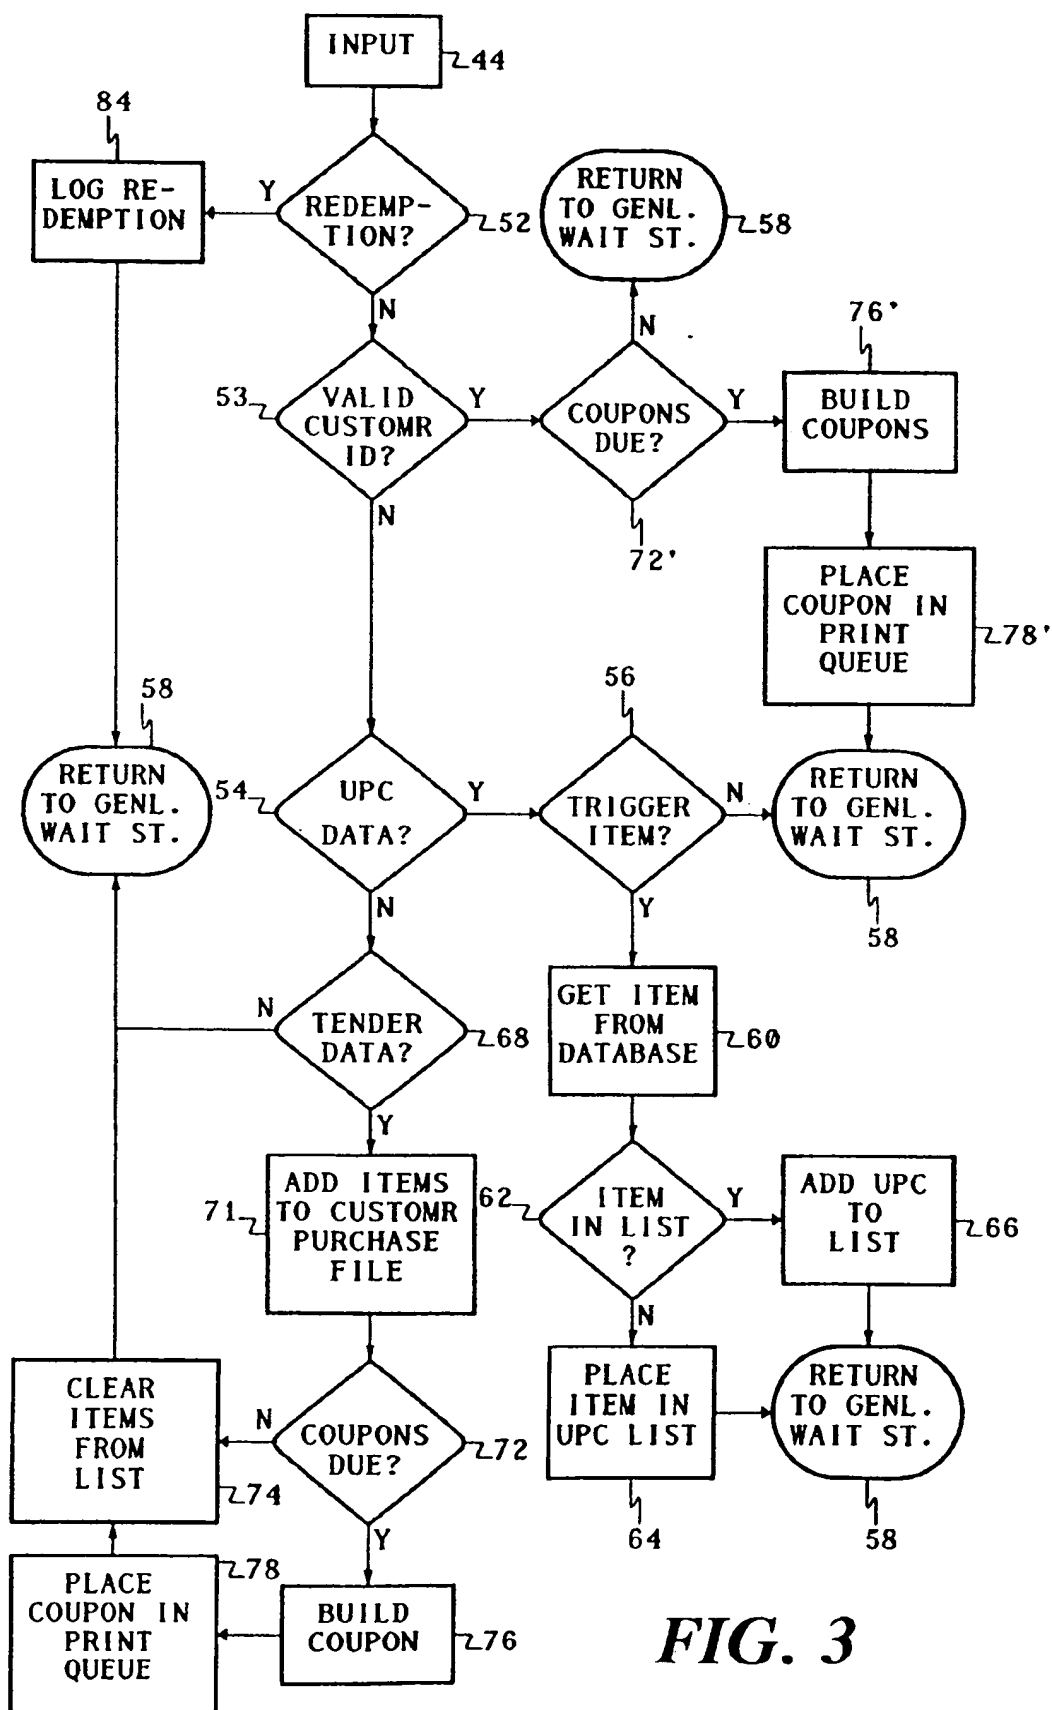 INPUT
44
84
LOG RE-
DEMPTION
Y
REDEMP-
TION?
52
N
RETURN
TO GENL.
WAIT ST.
58
N
76'
53
VALID
CUSTOMR
ID?
Y
COUPONS
DUE?
Y
BUILD
COUPONS
N
72'
PLACE
COUPON IN
PRINT
QUEUE
78'
58
RETURN
TO GENL.
WAIT ST.
54
UPC
DATA?
Y
56
TRIGGER
ITEM?
N
RETURN
TO GENL.
WAIT ST.
58
N
Y
N
TENDER
DATA?
68
GET ITEM
FROM
DATABASE
60
Y
71
ADD ITEMS
TO CUSTOMR
PURCHASE
FILE
62
ITEM
IN LIST
?
Y
ADD UPC
TO
LIST
66
N
CLEAR
ITEMS
FROM
LIST
74
N
COUPONS
DUE?
72
PLACE
ITEM IN
UPC LIST
64
RETURN
TO GENL.
WAIT ST.
58
Y
78
PLACE
COUPON IN
PRINT
QUEUE
BUILD
COUPON
76
FIG. 3